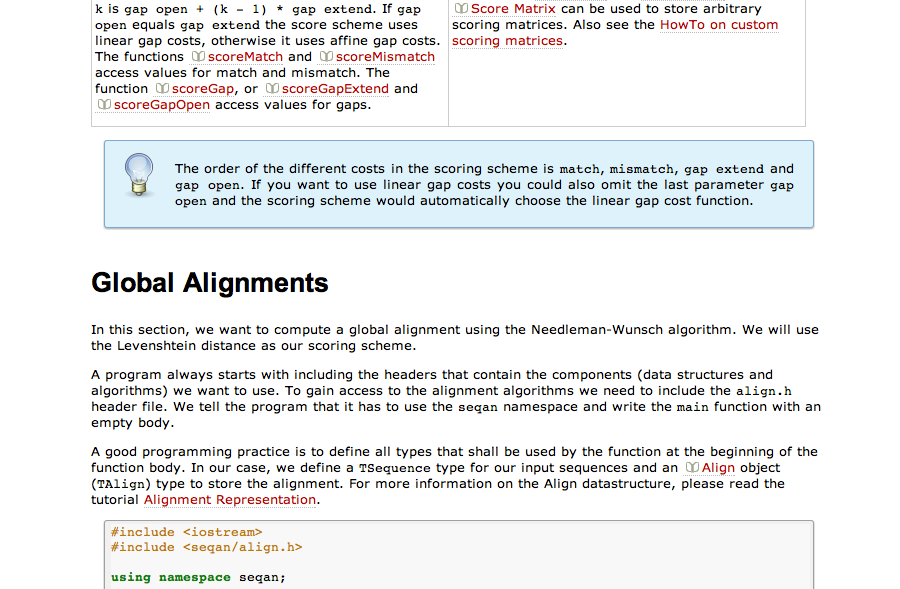 k is gap open + (k - 1) * gap extend. If gap
open equals gap extend the score scheme uses
linear gap costs, otherwise it uses affine gap costs.
The functions scoreMatch and scoreMismatch
access values for match and mismatch. The
function scoreGap, or scoreGapExtend and
scoreGapOpen access values for gaps.
Score Matrix can be used to store arbitrary
scoring matrices. Also see the HowTo on custom
scoring matrices.
The order of the different costs in the scoring scheme is match, mismatch, gap extend and
gap open. If you want to use linear gap costs you could also omit the last parameter gap
open and the scoring scheme would automatically choose the linear gap cost function.
Global Alignments
In this section, we want to compute a global alignment using the Needleman-Wunsch algorithm. We will use
the Levenshtein distance as our scoring scheme.
A program always starts with including the headers that contain the components (data structures and
algorithms) we want to use. To gain access to the alignment algorithms we need to include the align.h
header file. We tell the program that it has to use the seqan namespace and write the main function with an
empty body.
A good programming practice is to define all types that shall be used by the function at the beginning of the
function body. In our case, we define a TSequence type for our input sequences and an Align object
(TAlign) type to store the alignment. For more information on the Align datastructure, please read the
tutorial Alignment Representation.
#include <iostream>
#include <seqan/align.h>
using namespace seqan;